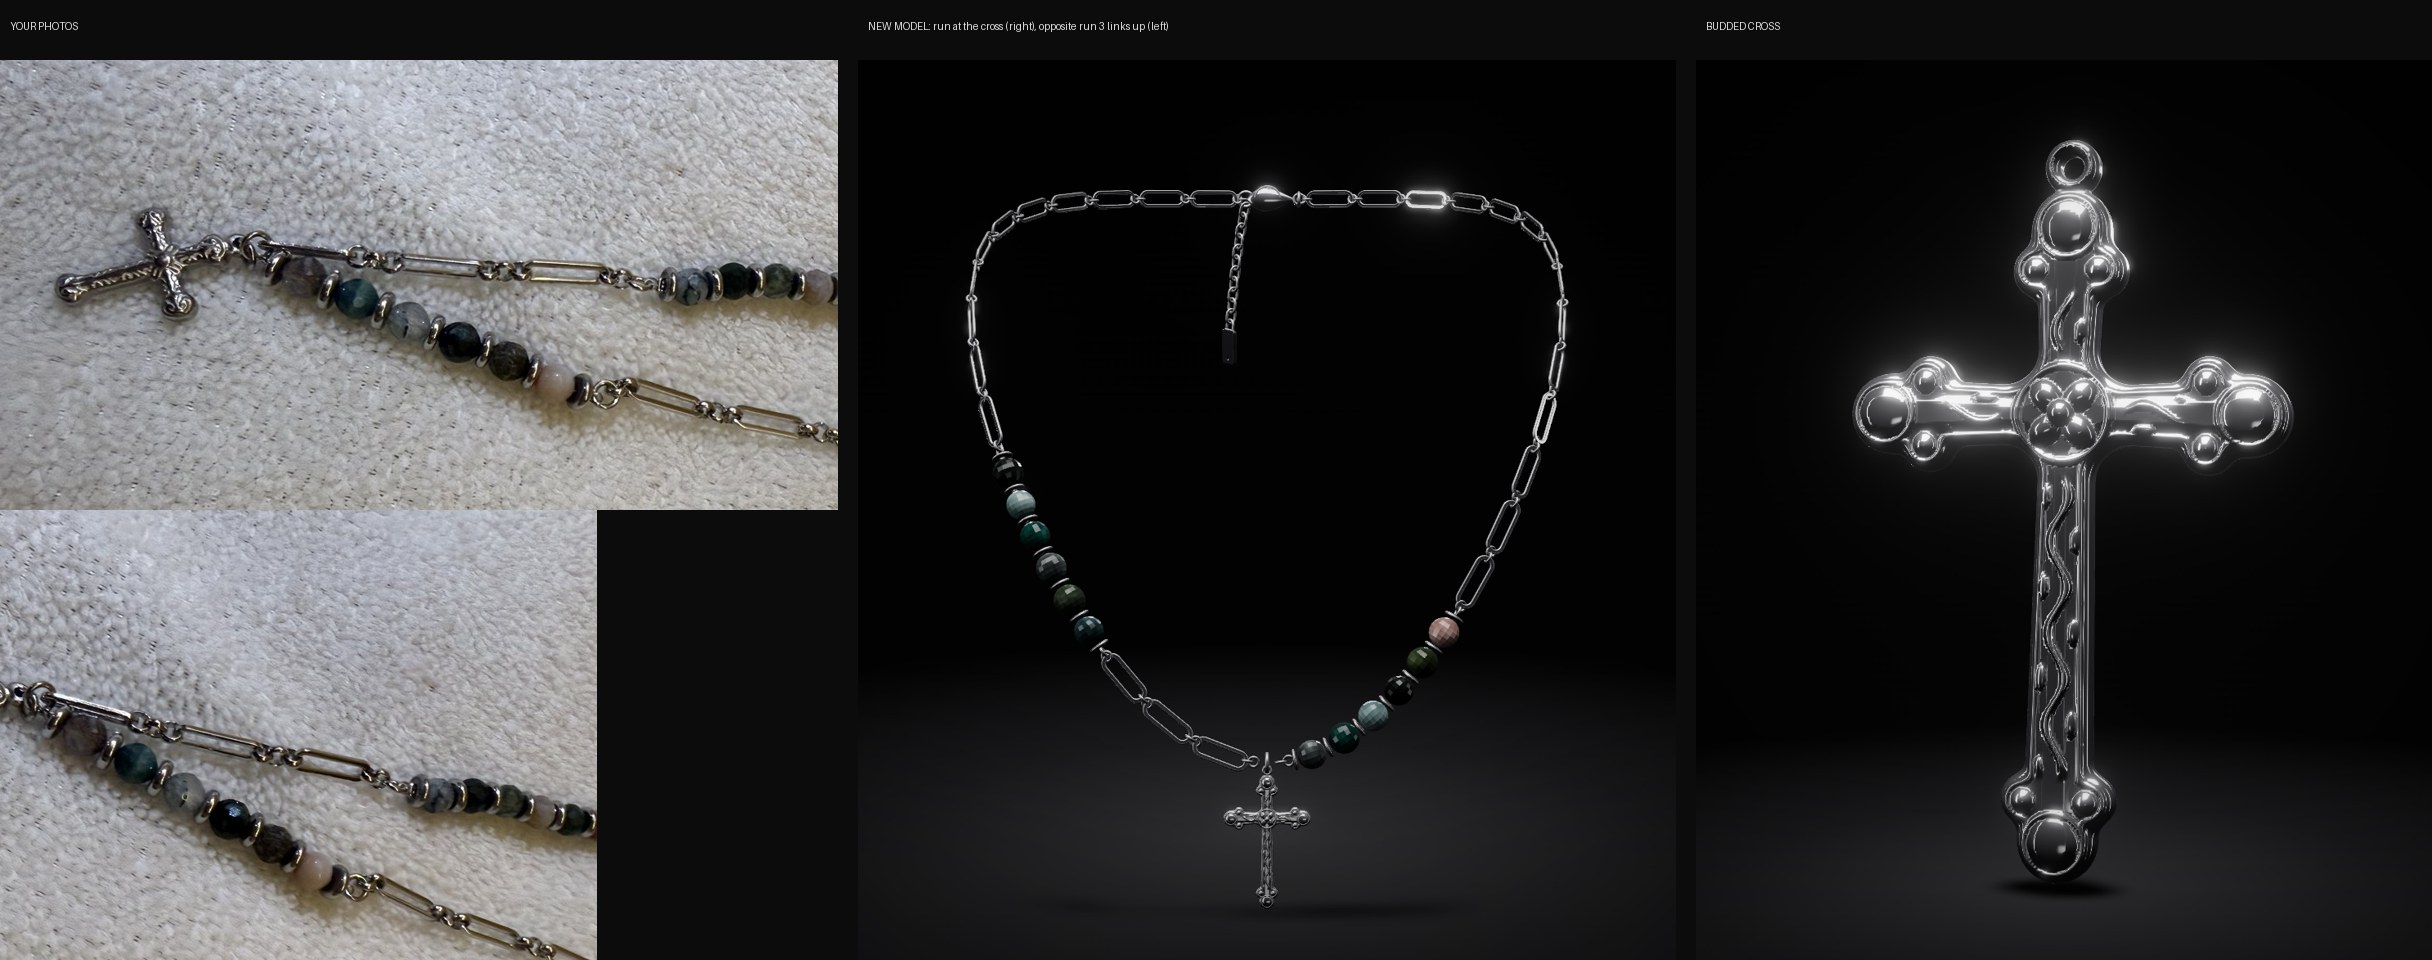 YOUR PHOTOS
NEW MODEL: run at the cross (right), opposite run 3 links up (left)
BUDDED CROSS